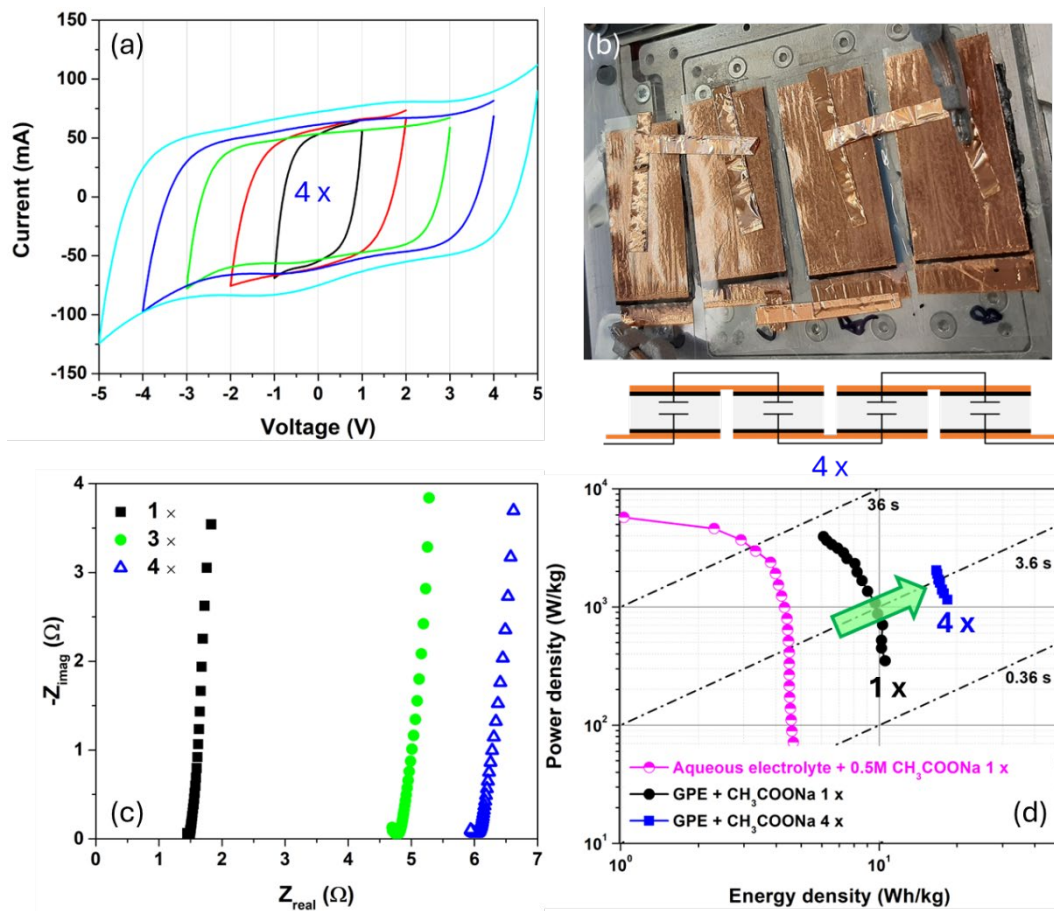 (a)
4 x
Current (mA)
150
100
50
0
-50
-100
-150
-5 -4 -3 -2 -1 0 1 2 3 4 5
Voltage (V)
(b)
4 x
1 ×
3 ×
4 ×
(c)
-Z_imag (Ω)
4
3
2
1
0
0 1 2 3 4 5 6 7
Z_real (Ω)
36 s
3.6 s
0.36 s
4 x
1 x
Aqueous electrolyte + 0.5M CH₃COONa 1 x
GPE + CH₃COONa 1 x
GPE + CH₃COONa 4 x
(d)
Power density (W/kg)
10⁴
10³
10²
10¹
10⁰ 10¹
Energy density (Wh/kg)